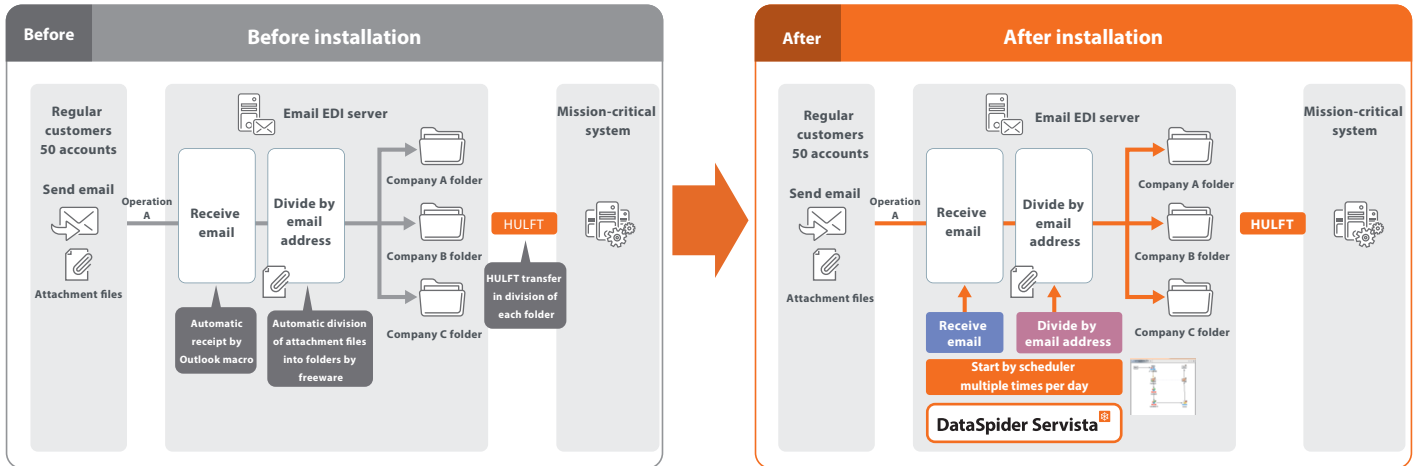 Before
Before installation
Regular
customers
50 accounts
Send email
Attachment files
Operation
A
Email EDI server
Receive
email
Divide by
email
address
Company A folder
Company B folder
Company C folder
Automatic
receipt by
Outlook macro
Automatic division
of attachment files
into folders by
freeware
HULFT
HULFT transfer
in division of
each folder
Mission-critical
system
After
After installation
Regular
customers
50 accounts
Send email
Attachment files
Operation
A
Email EDI server
Receive
email
Divide by
email
address
Company A folder
Company B folder
Company C folder
Receive
email
Divide by
email address
Start by scheduler
multiple times per day
DataSpider Servista
HULFT
Mission-critical
system